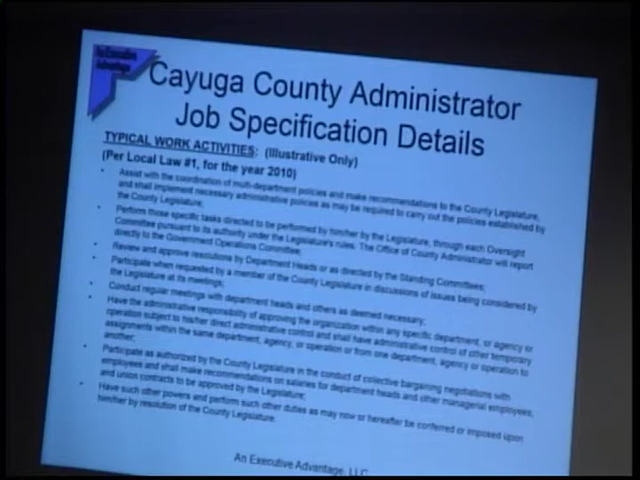 An Executive
Advantage
Cayuga County Administrator
Job Specification Details
TYPICAL WORK ACTIVITIES: (Illustrative Only)
(Per Local Law #1, for the year 2010)
• Assist with the coordination of multi-department policies and make recommendations to the County Legislature,
and shall implement necessary administrative policies as may be required to carry out the policies established by
the County Legislature;
• Perform those specific tasks directed to be performed by him/her by the Legislature, through each Oversight
Committee pursuant to its authority under the Legislature's rules. The Office of County Administrator will report
directly to the Government Operations Committee;
• Review and approve resolutions by Department Heads or as directed by the Standing Committees;
• Participate when requested by a member of the County Legislature in discussions of issues being considered by
the Legislature at its meetings;
• Conduct regular meetings with department heads and others as deemed necessary;
• Have the administrative responsibility of approving the organization within any specific department, or agency or
operation subject to his/her direct administrative control and shall have administrative control of other temporary
assignments within the same department, agency, or operation or from one department, agency or operation to
another;
• Participate as authorized by the County Legislature in the conduct of collective bargaining negotiations with
employees and shall make recommendations on salaries for department heads and other managerial employees,
and union contracts to be approved by the Legislature;
• Have such other powers and perform such other duties as may now or hereafter be conferred or imposed upon
him/her by resolution of the County Legislature.
An Executive Advantage, LLC